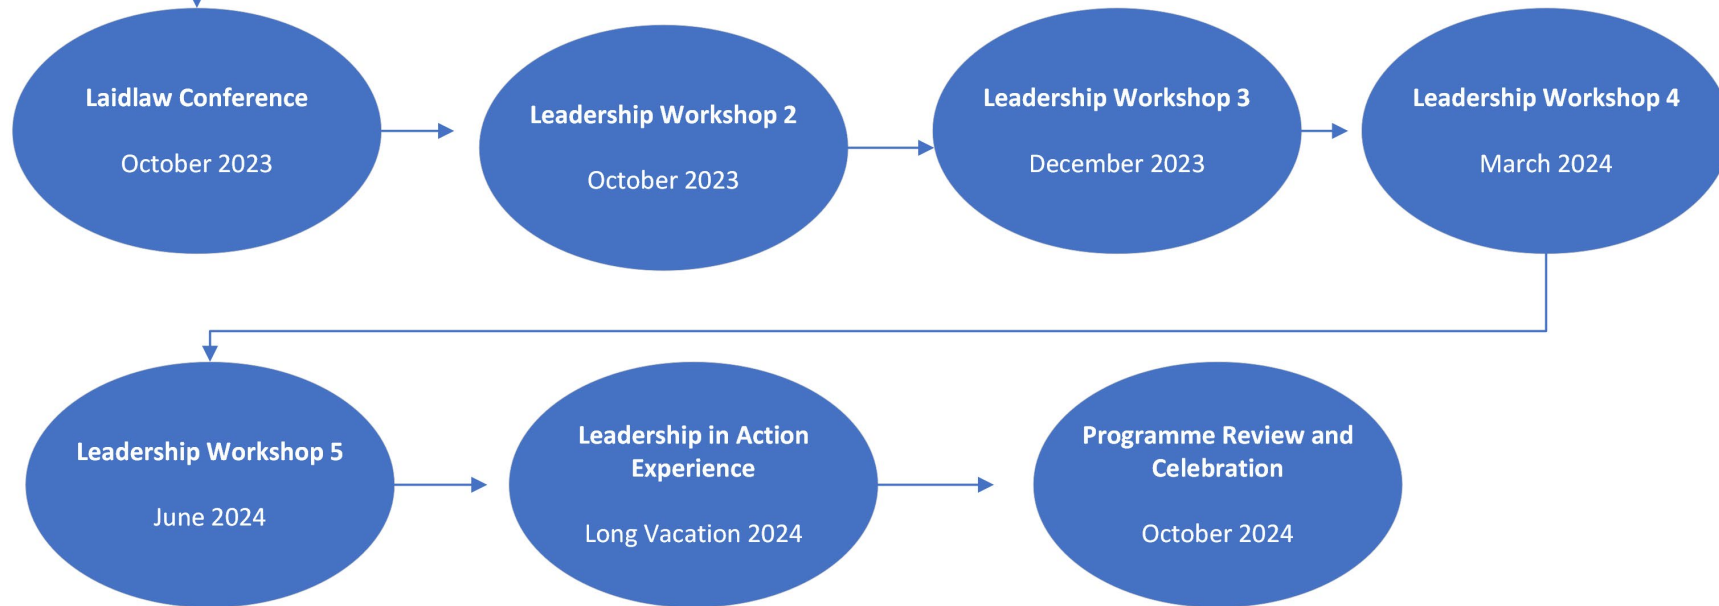 Laidlaw Conference
October 2023
Leadership Workshop 2
October 2023
Leadership Workshop 3
December 2023
Leadership Workshop 4
March 2024
Leadership Workshop 5
June 2024
Leadership in Action
Experience
Long Vacation 2024
Programme Review and
Celebration
October 2024